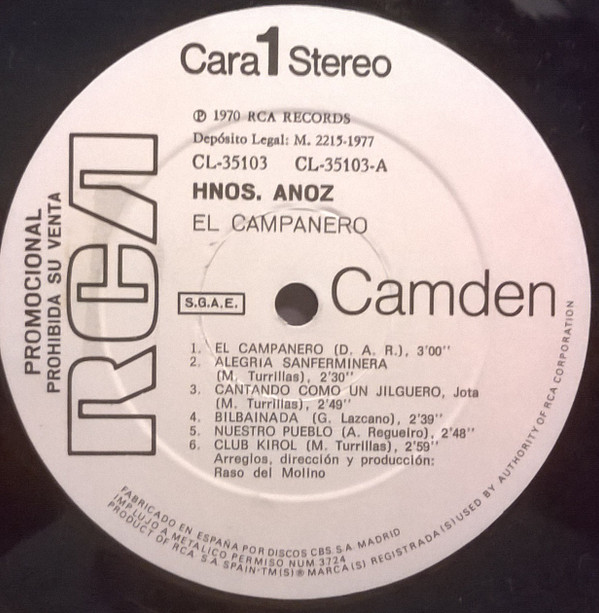 Cara 1 Stereo
℗ 1970 RCA RECORDS
Depósito Legal: M. 2215-1977
CL-35103 CL-35103-A
HNOS. ANOZ
EL CAMPANERO
PROMOCIONAL
PROHIBIDA SU VENTA
RCA
S.G.A.E.
Camden
1. EL CAMPANERO (D. A. R.), 3'00''
2. ALEGRIA SANFERMINERA
(M. Turrillas), 2'30''
3. CANTANDO COMO UN JILGUERO, Jota
(M. Turrillas), 2'49''
4. BILBAINADA (G. Lazcano), 2'39''
5. NUESTRO PUEBLO (A. Regueiro), 2'48''
6. CLUB KIROL (M. Turrillas), 2'59''
Arreglos, dirección y producción:
Raso del Molino
FABRICADO EN ESPAÑA POR DISCOS CBS. S.A. MADRID
IMP. LUJO A METALICO PERMISO NUM. 3724
PRODUCT OF RCA. S.A. SPAIN-TM(S)® MARCA(S) REGISTRADA(S) USED BY AUTHORITY OF RCA CORPORATION